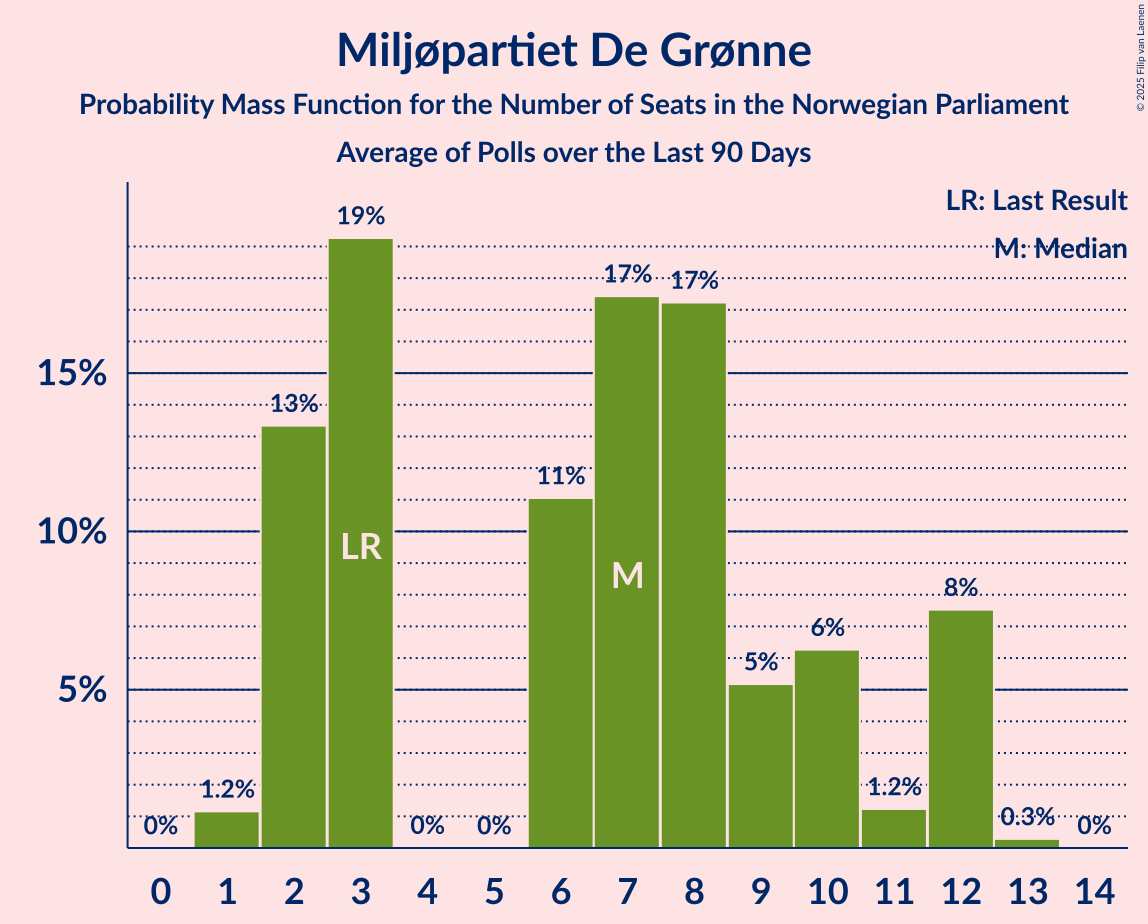 Miljøpartiet De Grønne
Probability Mass Function for the Number of Seats in the Norwegian Parliament
Average of Polls over the Last 90 Days
© 2025 Filip van Laenen
LR: Last Result
M: Median
15%
10%
5%
0%
1.2%
13%
19%
0%
0%
11%
17%
17%
5%
6%
1.2%
8%
0.3%
0%
LR
M
0 1 2 3 4 5 6 7 8 9 10 11 12 13 14